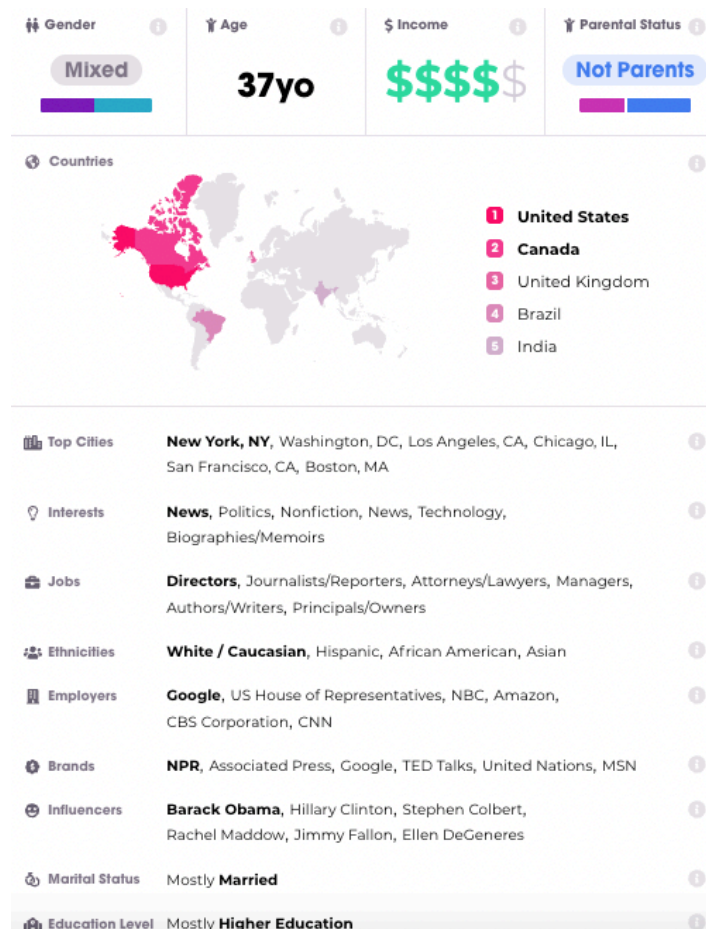 Gender
Age
$ Income
Parental Status
Mixed
37yo
$$$$$
Not Parents
Countries
1 United States
2 Canada
3 United Kingdom
4 Brazil
5 India
Top Cities
New York, NY, Washington, DC, Los Angeles, CA, Chicago, IL,
San Francisco, CA, Boston, MA
Interests
News, Politics, Nonfiction, News, Technology,
Biographies/Memoirs
Jobs
Directors, Journalists/Reporters, Attorneys/Lawyers, Managers,
Authors/Writers, Principals/Owners
Ethnicities
White / Caucasian, Hispanic, African American, Asian
Employers
Google, US House of Representatives, NBC, Amazon,
CBS Corporation, CNN
Brands
NPR, Associated Press, Google, TED Talks, United Nations, MSN
Influencers
Barack Obama, Hillary Clinton, Stephen Colbert,
Rachel Maddow, Jimmy Fallon, Ellen DeGeneres
Marital Status
Mostly Married
Education Level
Mostly Higher Education